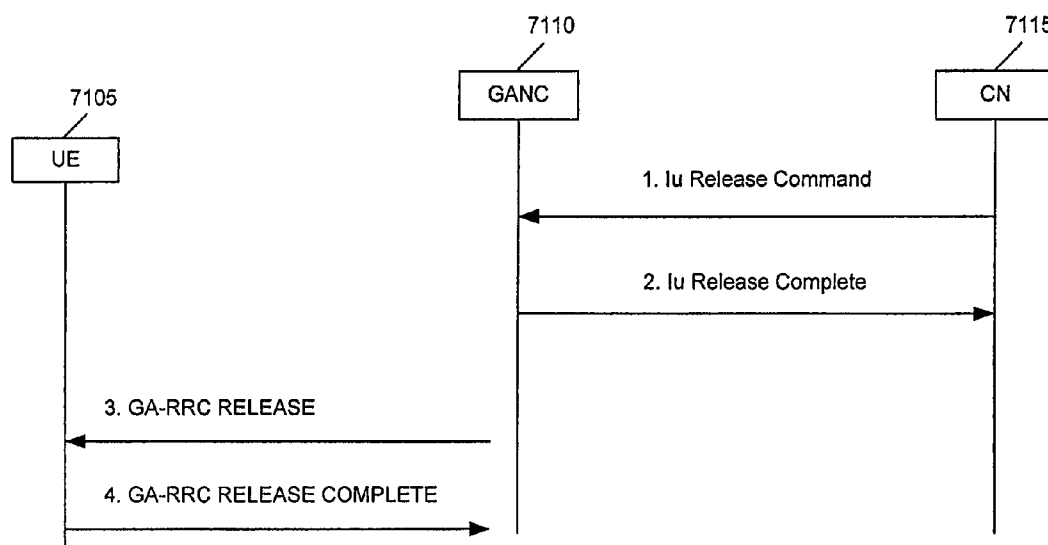 7110
7115
7105
GANC
CN
UE
1. Iu Release Command
2. Iu Release Complete
3. GA-RRC RELEASE
4. GA-RRC RELEASE COMPLETE